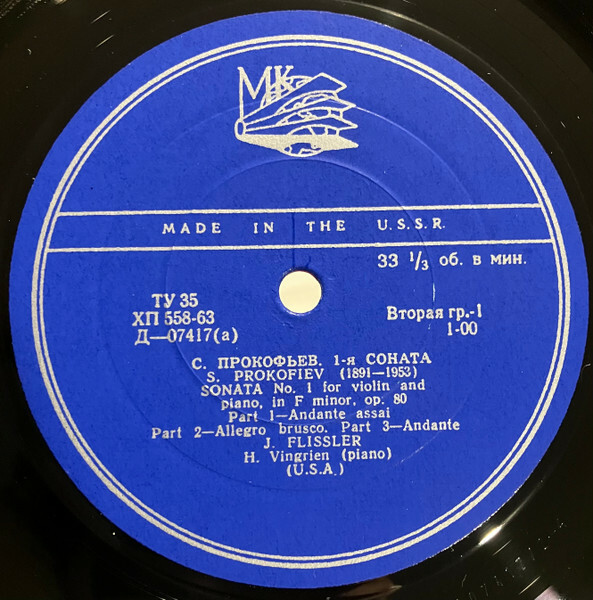 МК
MADE IN THE U.S.S.R.
33 ⅓ об. в мин.
ТУ 35
ХП 558-63
Д—07417(а)
Вторая гр.-1
1-00
С. ПРОКОФЬЕВ. 1-я СОНАТА
S. PROKOFIEV (1891—1953)
SONATA No. 1 for violin and
piano, in F minor, op. 80
Part 1—Andante assai
Part 2—Allegro brusco. Part 3—Andante
J. FLISSLER
H. Vingrien (piano)
(U.S.A.)